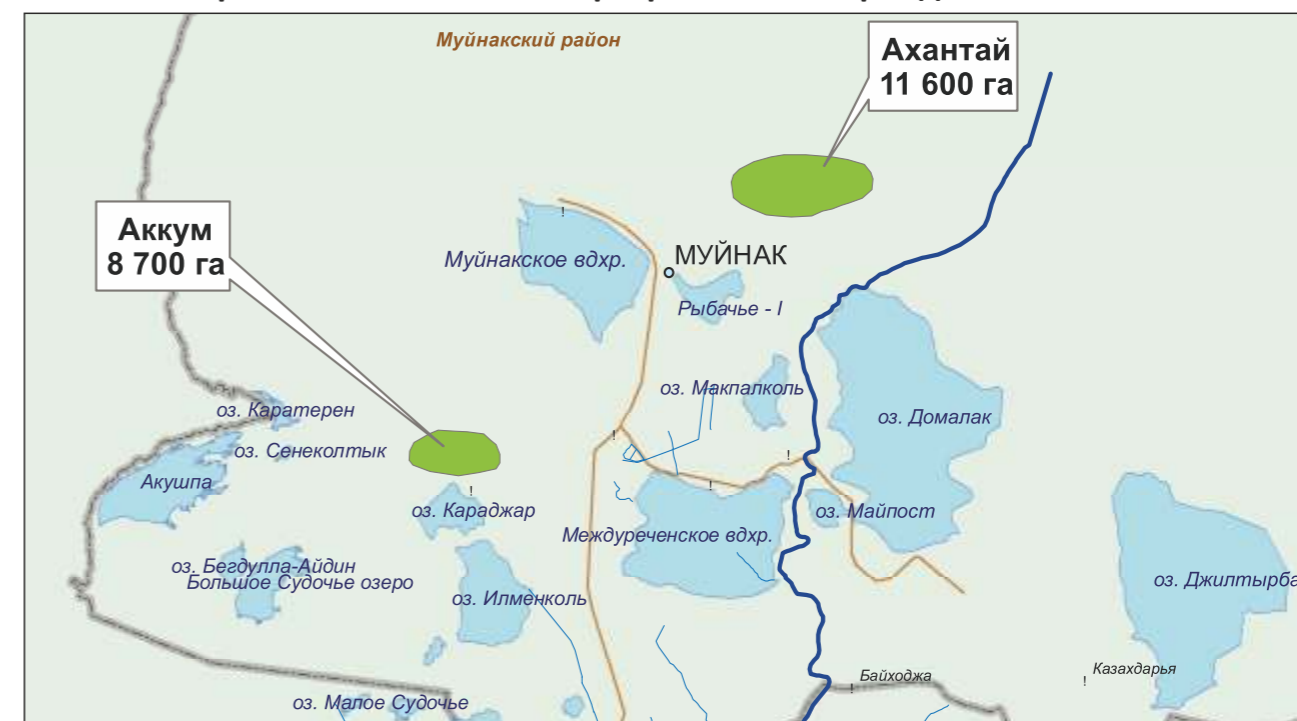 Муйнакский район
Ахантай
11 600 га
Аккум
8 700 га
МУЙНАК
Муйнакское вдхр.
Рыбачье - I
оз. Макпалколь
оз. Каратерен
оз. Домалак
оз. Сенеколтык
Акушпа
оз. Караджар
оз. Майпост
Междуреченское вдхр.
оз. Бегдулла-Айдин
Большое Судочье озеро
оз. Джилтырба
оз. Илменколь
Казахдарья
Байходжа
оз. Малое Судочье